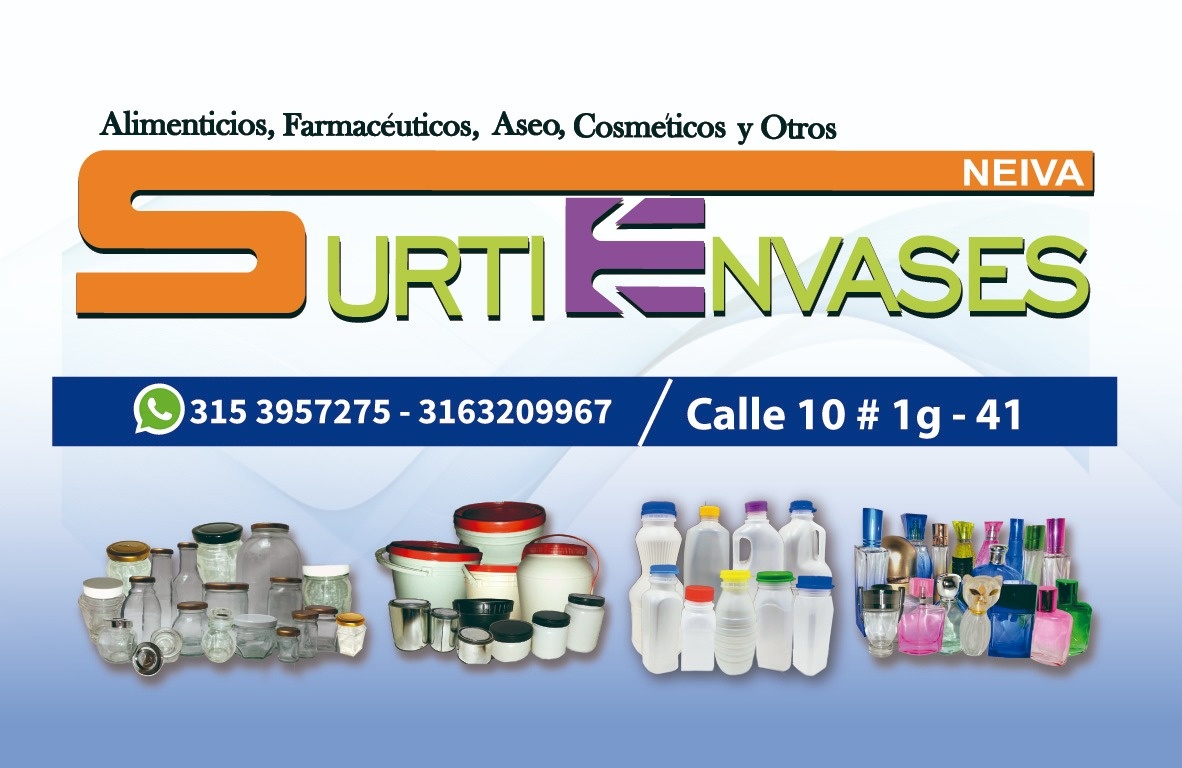 Alimenticios, Farmacéuticos, Aseo, Cosméticos y Otros
NEIVA
SURTIENVASES
315 3957275 - 3163209967 / Calle 10 # 1g - 41